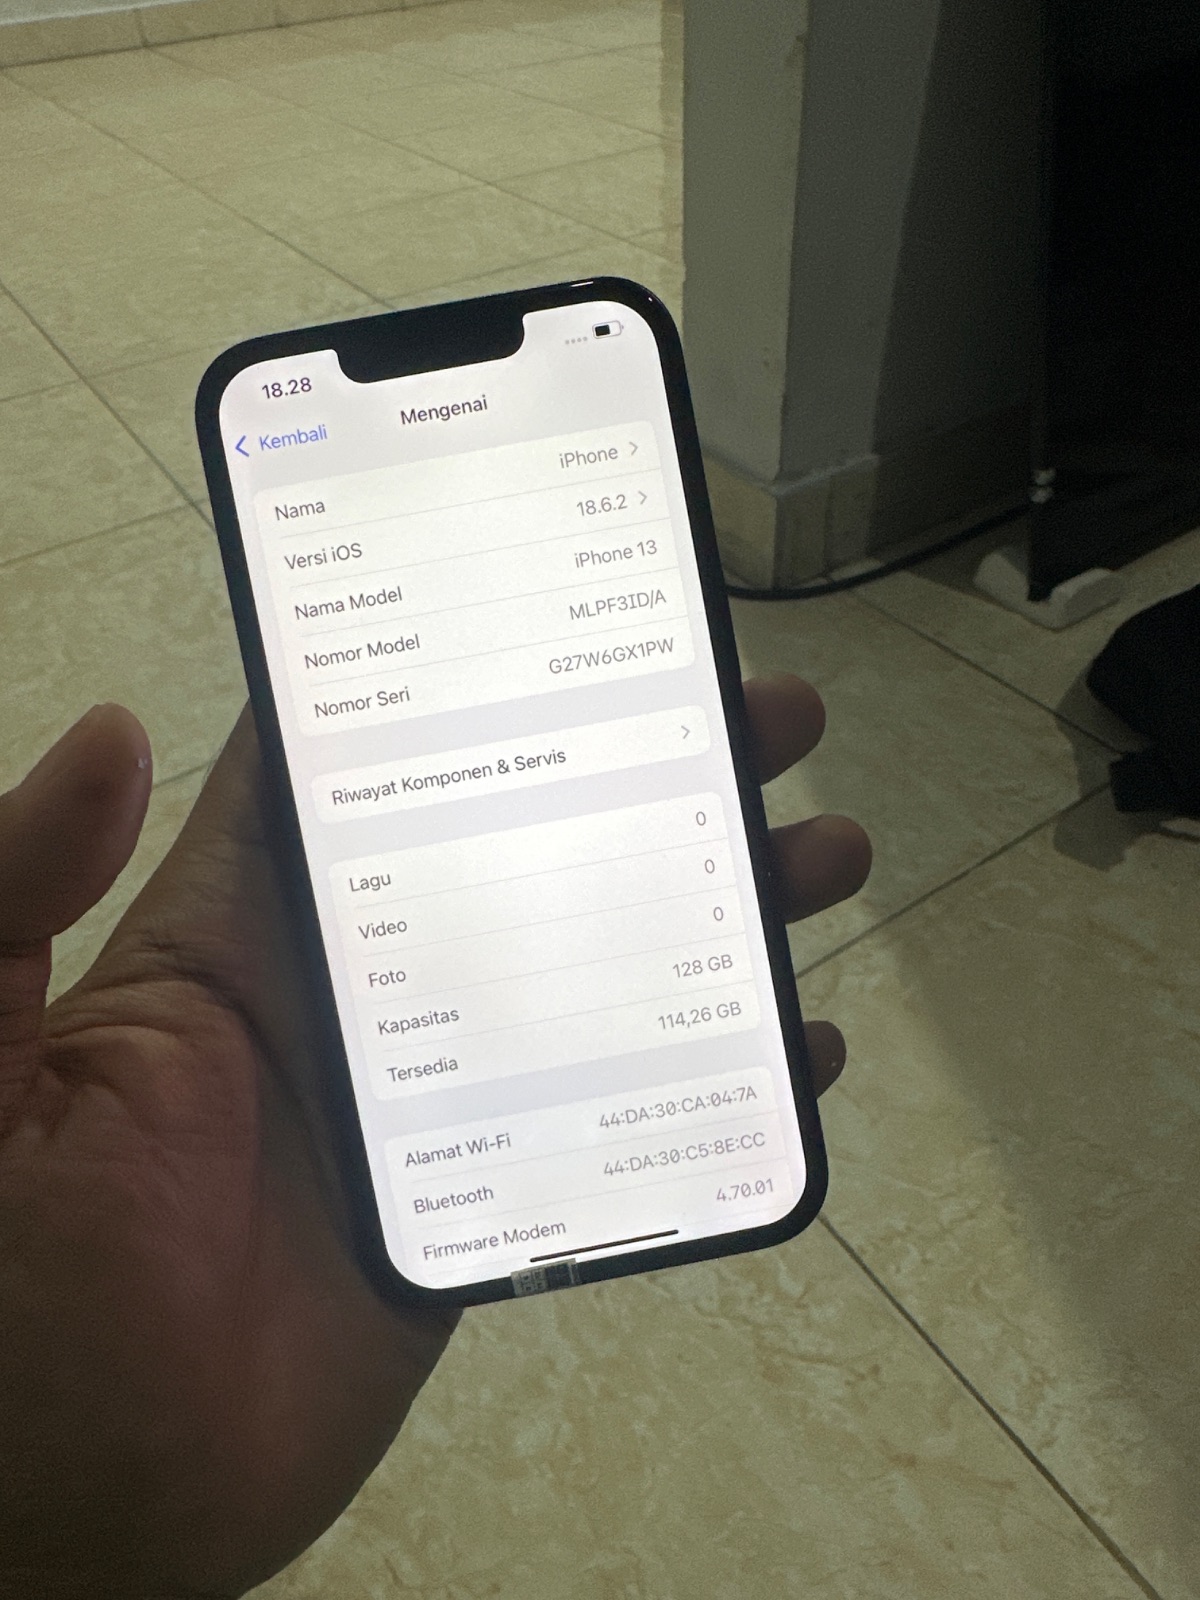 18.28
Kembali
Mengenai
Nama iPhone
Versi iOS 18.6.2
Nama Model iPhone 13
Nomor Model MLPF3ID/A
Nomor Seri G27W6GX1PW
Riwayat Komponen & Servis
Lagu 0
Video 0
Foto 0
Kapasitas 128 GB
Tersedia 114,26 GB
Alamat Wi-Fi 44:DA:30:CA:04:7A
Bluetooth 44:DA:30:C5:8E:CC
Firmware Modem 4.70.01